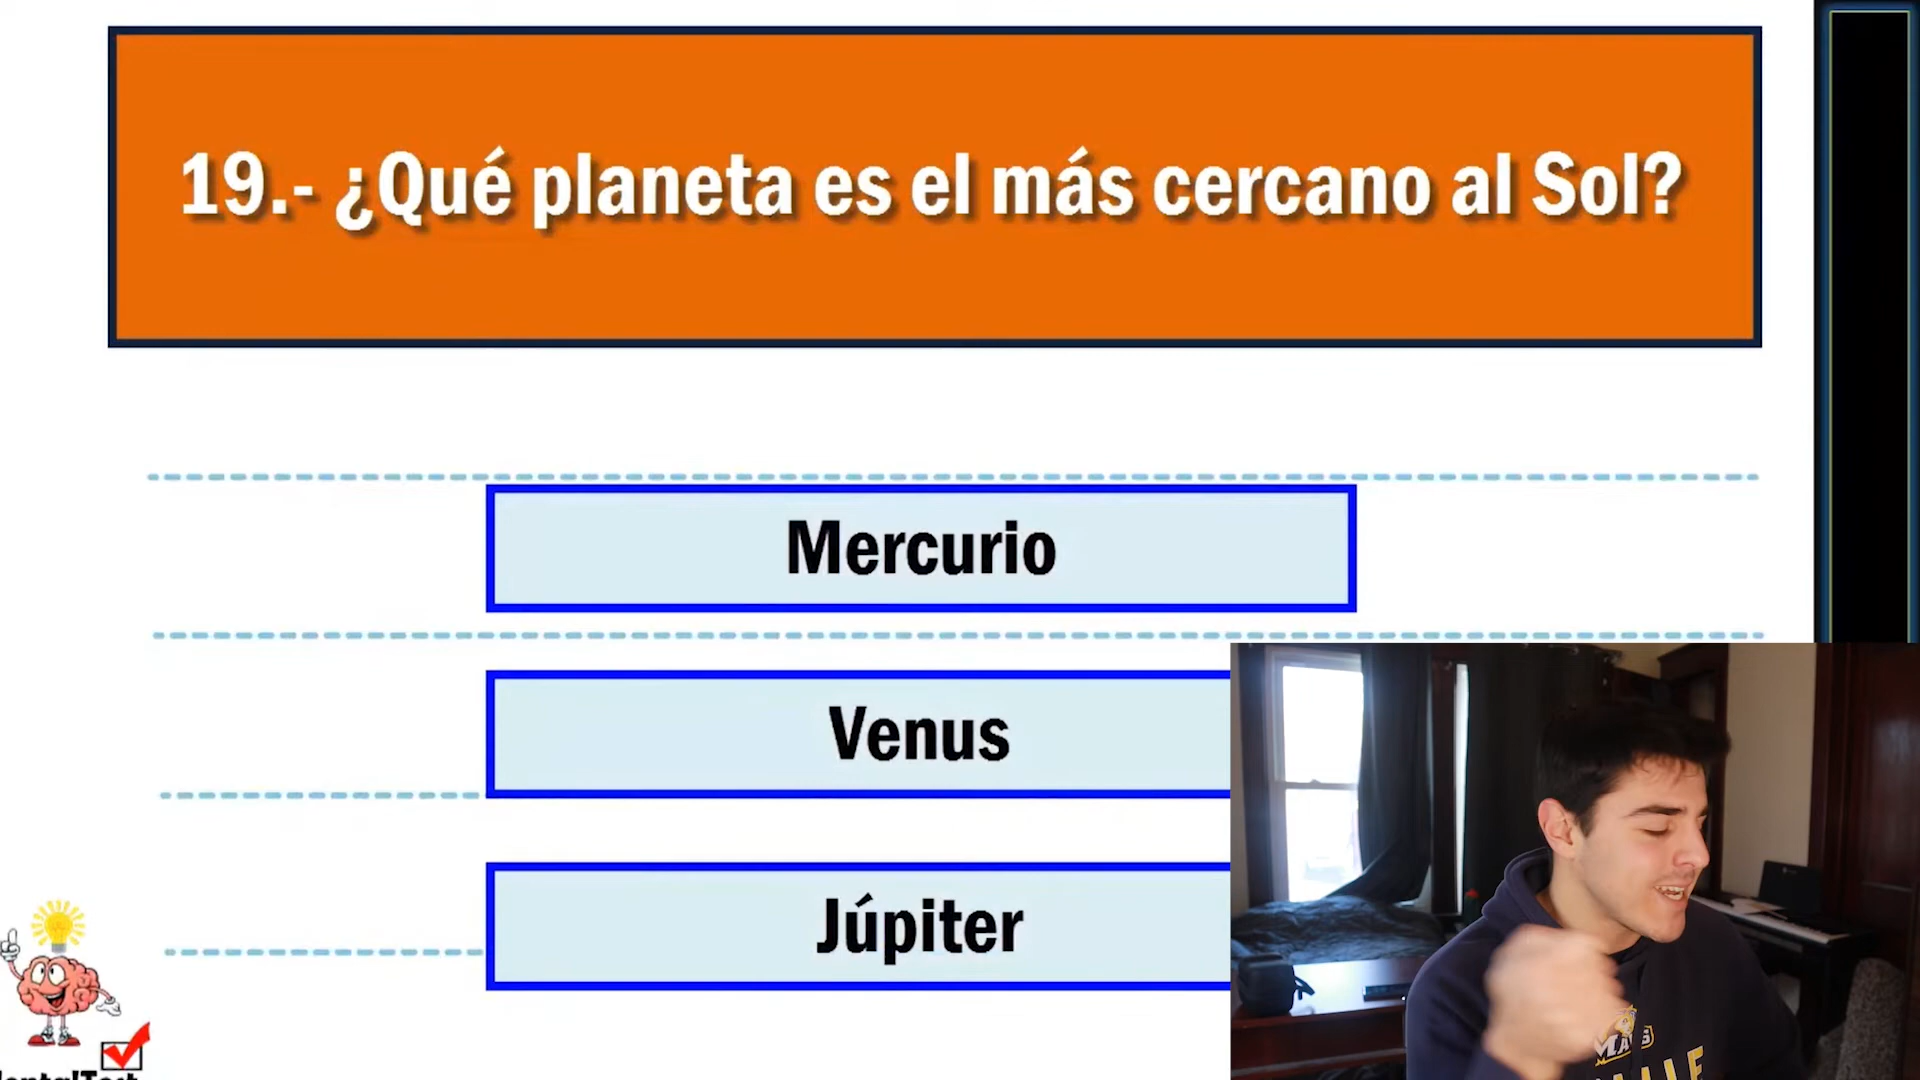 19.- ¿Qué planeta es el más cercano al Sol?
Mercurio
Venus
Júpiter